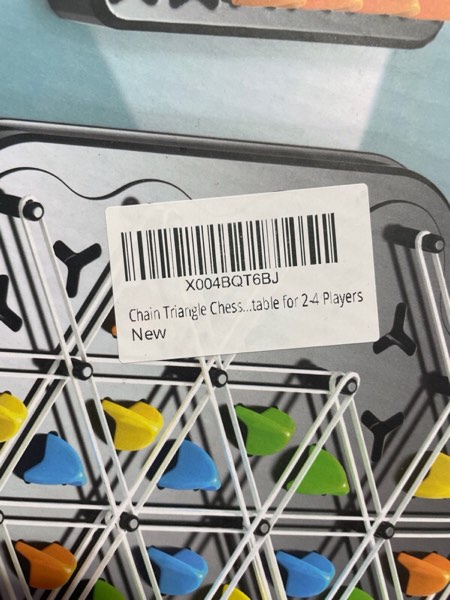 X004BQT6BJ
Chain Triangle Chess...table for 2-4 Players
New